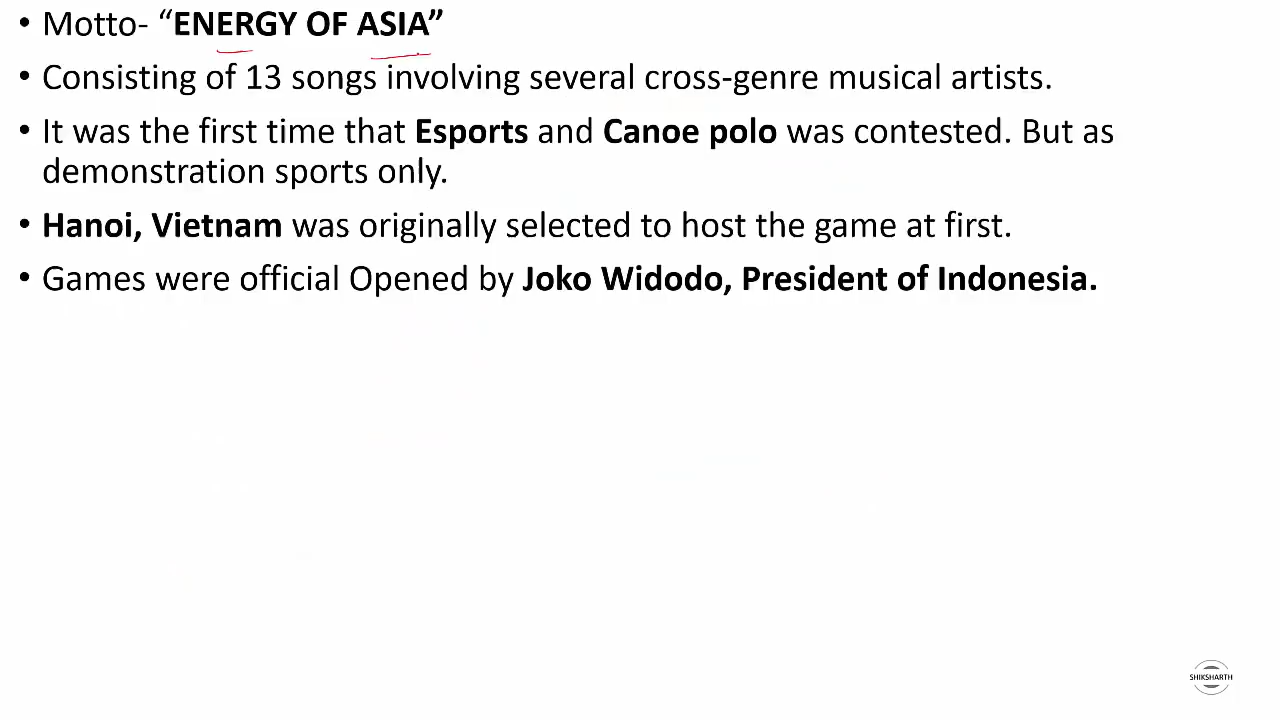 • Motto- “ENERGY OF ASIA”
• Consisting of 13 songs involving several cross-genre musical artists.
• It was the first time that Esports and Canoe polo was contested. But as
demonstration sports only.
• Hanoi, Vietnam was originally selected to host the game at first.
• Games were official Opened by Joko Widodo, President of Indonesia.
SHIKSHARTH